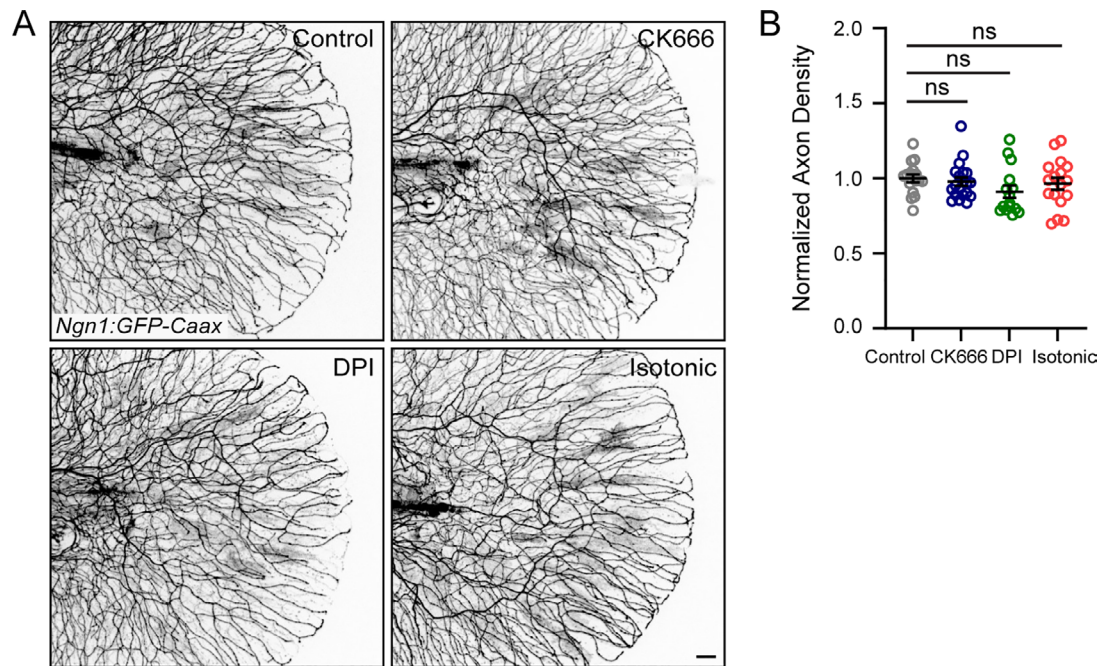 A
Control
CK666
Ngn1:GFP-Caax
DPI
Isotonic
B
Normalized Axon Density
2.0
1.5
1.0
0.5
0.0
ns
ns
ns
Control CK666 DPI Isotonic